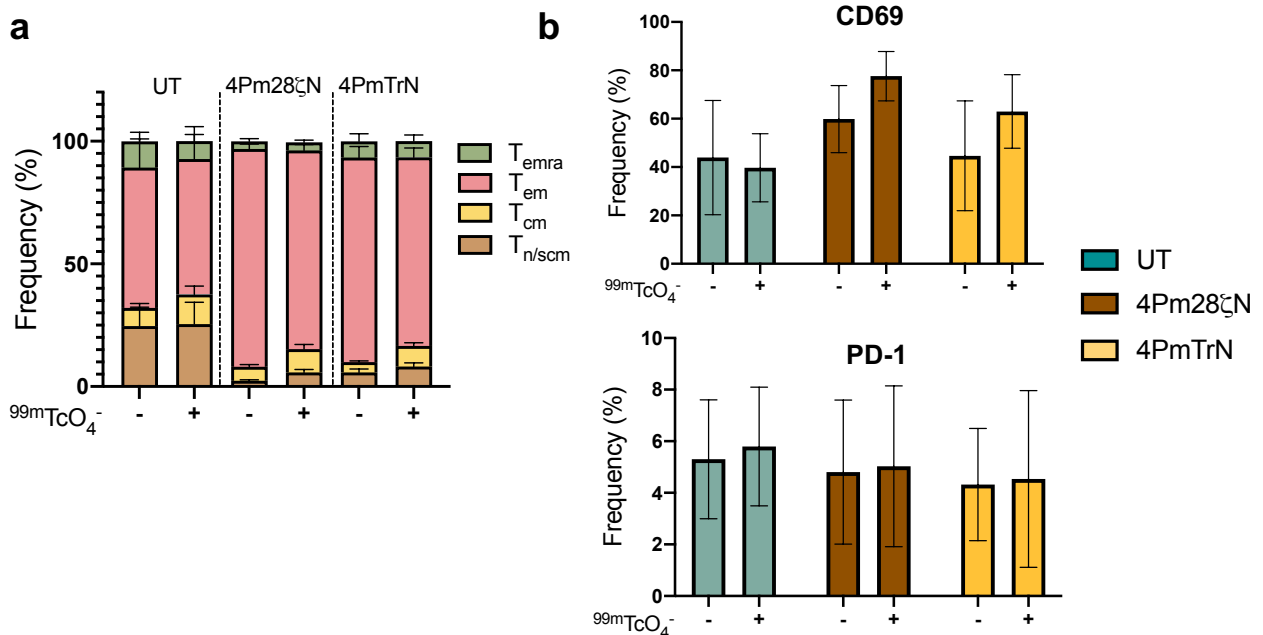 a
UT 4Pm28ζN 4PmTrN
Frequency (%)
100
50
0
Temra
Tem
Tcm
Tn/scm
99mTcO4- - + - + - +
b
CD69
Frequency (%)
100
80
60
40
20
0
99mTcO4- - + - + - +
PD-1
Frequency (%)
10
8
6
4
2
0
99mTcO4- - + - + - +
UT
4Pm28ζN
4PmTrN